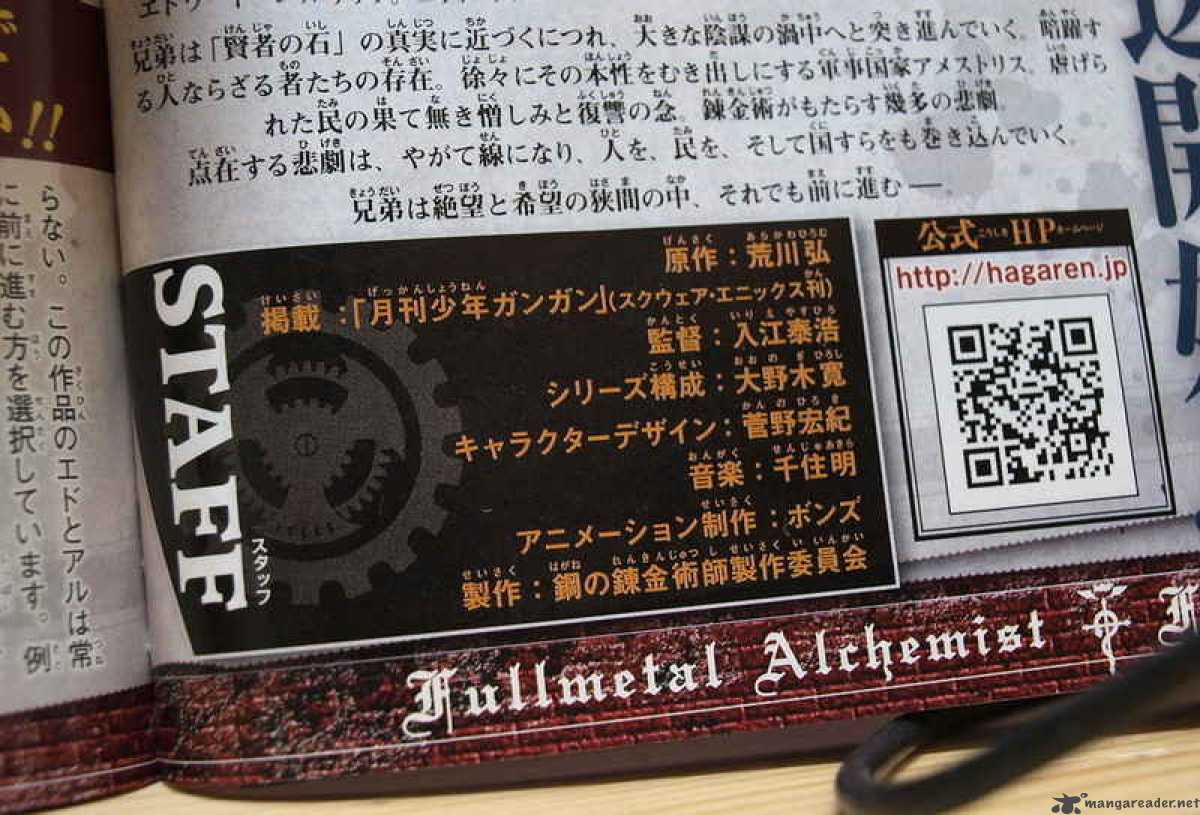 兄弟は「賢者の石」の真実に近づくにつれ、大きな陰謀の渦中へと突き進んでいく。暗躍す
る人ならざる者たちの存在。徐々にその本性をむき出しにする軍事国家アメストリス。虐げら
れた民の果て無き憎しみと復讐の念。錬金術がもたらす幾多の悲劇。
点在する悲劇は、やがて線になり、人を、民を、そして国すらをも巻き込んでいく。
兄弟は絶望と希望の狭間の中、それでも前に進む―。
STAFF
スタッフ
原作：荒川弘
掲載：「月刊少年ガンガン」（スクウェア・エニックス刊）
監督：入江泰浩
シリーズ構成：大野木寛
キャラクターデザイン：菅野宏紀
音楽：千住明
アニメーション制作：ボンズ
製作：鋼の錬金術師製作委員会
公式HP
http://hagaren.jp
らない。この作品のエドとアルは常
に前に進む方を選択しています。例
Fullmetal Alchemist
mangareader.net